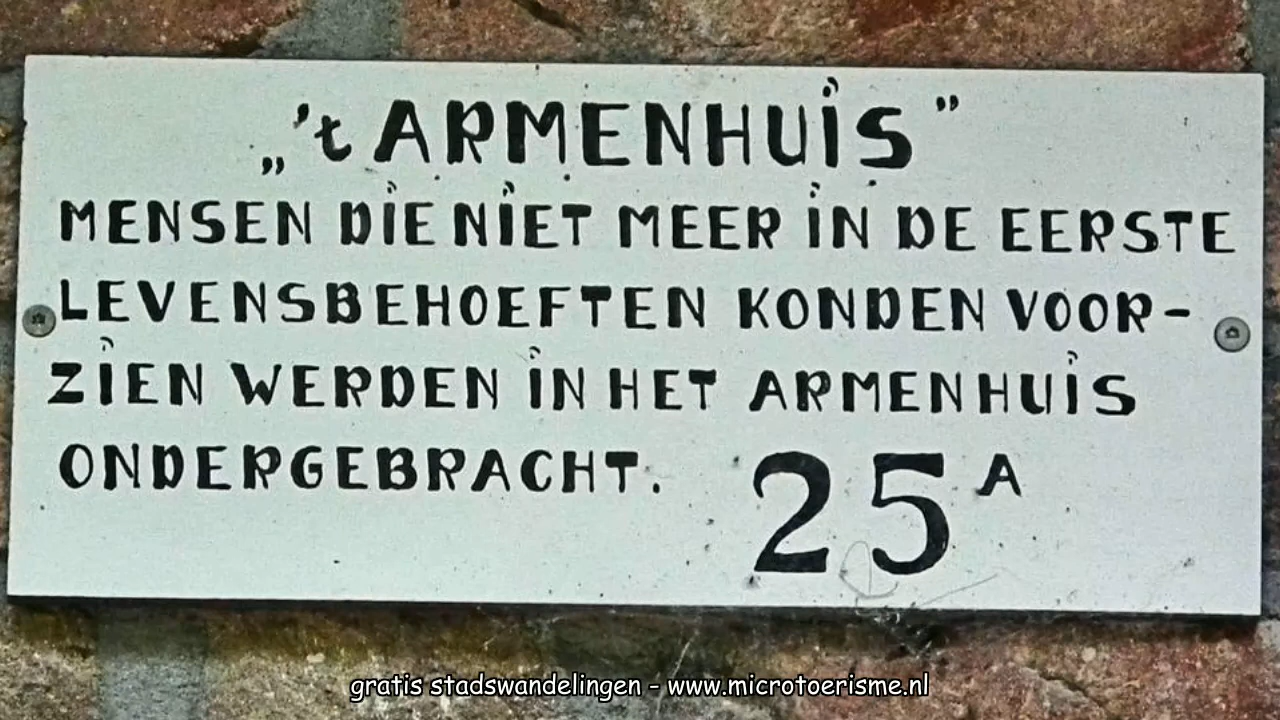 „'t ARMENHUIS”
MENSEN DIE NIET MEER IN DE EERSTE
LEVENSBEHOEFTEN KONDEN VOOR-
ZIEN WERDEN IN HET ARMENHUIS
ONDERGEBRACHT. 25A
gratis stadswandelingen - www.microtoerisme.nl